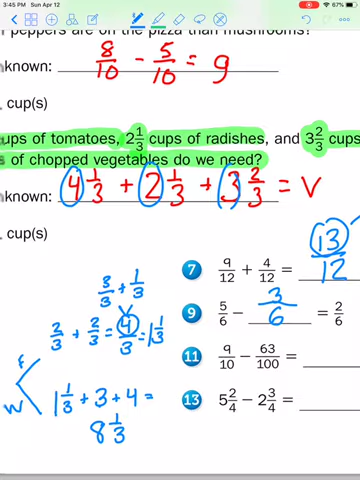 3:45 PM Sun Apr 12
67%
peppers are on the pizza than mushrooms?
known: 8/10 - 5/10 = g
cup(s)
cups of tomatoes, 2 1/3 cups of radishes, and 3 2/3 cups
s of chopped vegetables do we need?
known: 4 1/3 + 2 1/3 + 3 2/3 = v
cup(s)
3/3 + 1/3
2/3 + 2/3 = 4/3 = 1 1/3
F
W
1 1/3 + 3 + 4 =
8 1/3
7 9/12 + 4/12 = 13/12
9 5/6 - 3/6 = 2/6
11 9/10 - 63/100 =
13 5 2/4 - 2 3/4 =